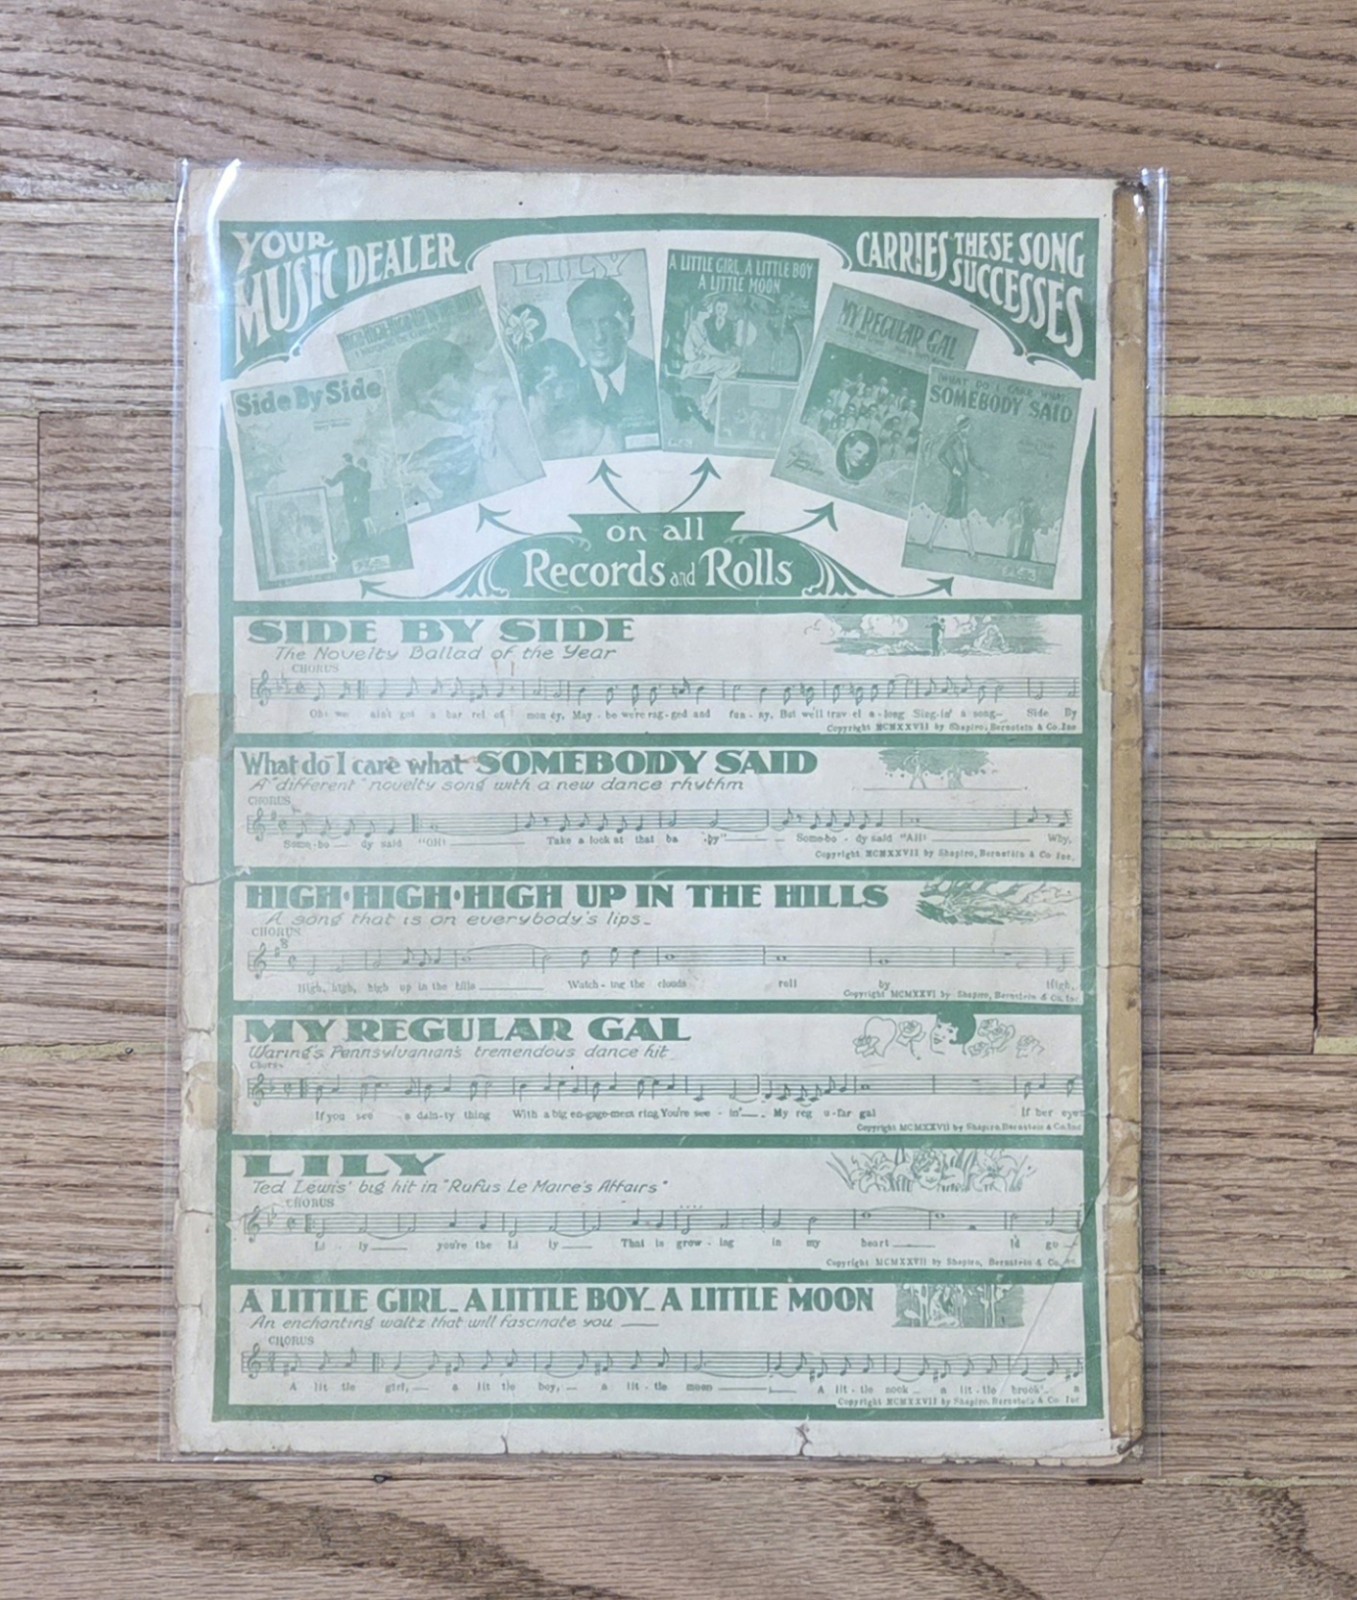 YOUR
MUSIC DEALER
CARRIES THESE SONG
SUCCESSES
Side By Side
LILY
A LITTLE GIRL, A LITTLE BOY
A LITTLE MOON
MY REGULAR GAL
WHAT DO I CARE WHAT
SOMEBODY SAID
on all
Records and Rolls
SIDE BY SIDE
The Novelty Ballad of the Year
CHORUS
Oh! we ain't got a bar rel of mon ey, May - be we're rag - ged and fun - ny, But we'll trav el a - long Sing-in' a song_ Side By
Copyright MCMXXVII by Shapiro, Bernstein & Co. Inc
What do I care what SOMEBODY SAID
A "different" novelty song with a new dance rhythm
CHORUS
Some - bo — dy said "OH! Take a look at that ba - by" Some-bo - dy said "AH! Why,
Copyright MCMXXVII by Shapiro, Bernstein & Co Inc.
HIGH·HIGH·HIGH UP IN THE HILLS
A song that is on everybody's lips_
CHORUS
High, high, high up in the hills Watch - ing the clouds roll by High,
Copyright MCMXXVI by Shapiro, Bernstein & Co. Inc
MY REGULAR GAL
Waring's Pennsylvanian's tremendous dance hit
Chorus
If you see a dain-ty thing With a big en-gage-ment ring, You're see - in' My reg u-lar gal If her eyes
Copyright MCMXXVII by Shapiro, Bernstein & Co. Inc
LILY
Ted Lewis' big hit in "Rufus Le Maire's Affairs"
CHORUS
Li - ly you're the Li ly That is grow - ing in my heart I'd go
Copyright MCMXXVII by Shapiro, Bernstein & Co. Inc
A LITTLE GIRL_ A LITTLE BOY_ A LITTLE MOON
An enchanting waltz that will fascinate you
CHORUS
A lit tle girl, a lit tle boy, a lit - tle moon A lit - tle nook a lit - tle brook a
Copyright MCMXXVII by Shapiro, Bernstein & Co. Inc